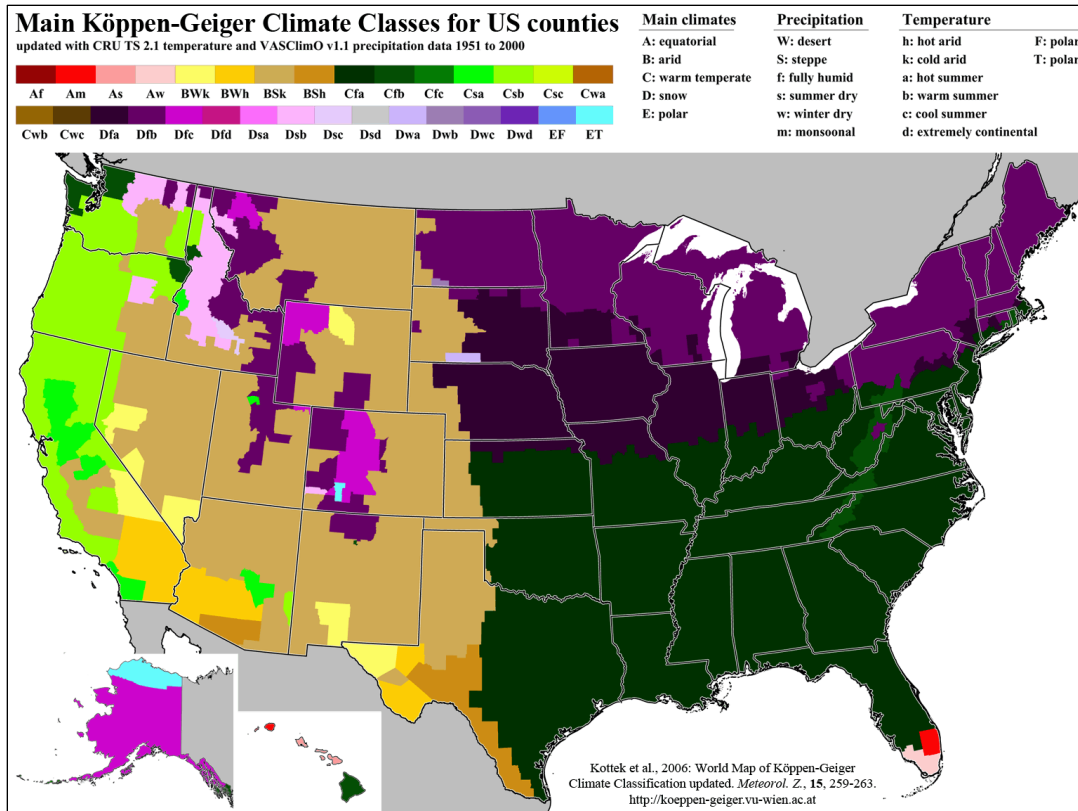 Main Köppen-Geiger Climate Classes for US counties
updated with CRU TS 2.1 temperature and VASClimO v1.1 precipitation data 1951 to 2000
Af Am As Aw BWk BWh BSk BSh Cfa Cfb Cfc Csa Csb Csc Cwa
Cwb Cwc Dfa Dfb Dfc Dfd Dsa Dsb Dsc Dsd Dwa Dwb Dwc Dwd EF ET
Main climates
A: equatorial
B: arid
C: warm temperate
D: snow
E: polar
Precipitation
W: desert
S: steppe
f: fully humid
s: summer dry
w: winter dry
m: monsoonal
Temperature
h: hot arid F: polar
k: cold arid T: polar
a: hot summer
b: warm summer
c: cool summer
d: extremely continental
Kottek et al., 2006: World Map of Köppen-Geiger
Climate Classification updated. Meteorol. Z., 15, 259-263.
http://koeppen-geiger.vu-wien.ac.at